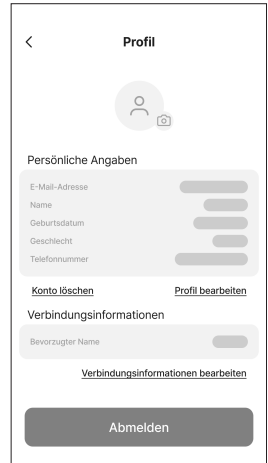 Profil
Persönliche Angaben
E-Mail-Adresse
Name
Geburtsdatum
Geschlecht
Telefonnummer
Konto löschen Profil bearbeiten
Verbindungsinformationen
Bevorzugter Name
Verbindungsinformationen bearbeiten
Abmelden